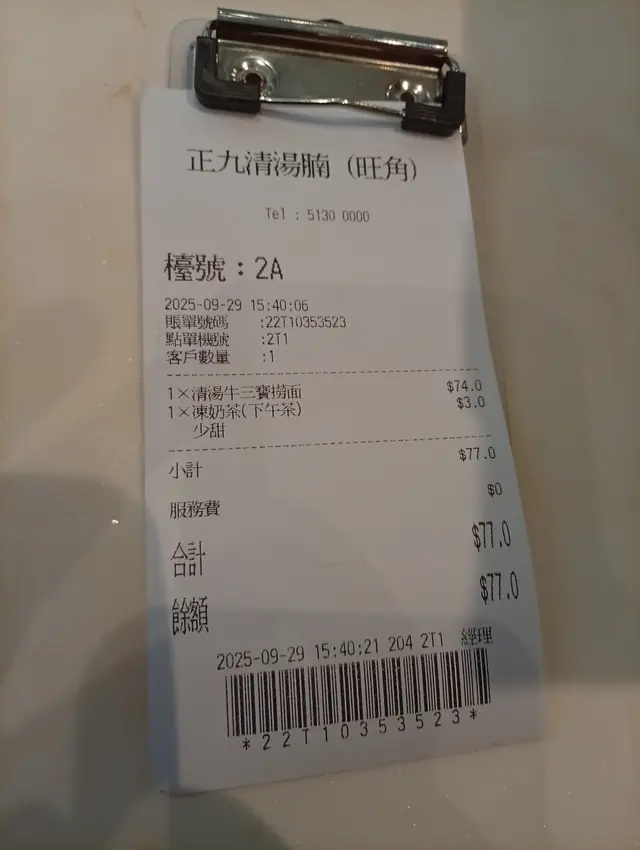 正九清湯腩（旺角）
Tel : 5130 0000
檯號：2A
2025-09-29 15:40:06
賬單號碼 :22T10353523
點單機號 :2T1
客戶數量 :1
1×清湯牛三寶撈面 $74.0
1×凍奶茶(下午茶) $3.0
少甜
小計 $77.0
服務費 $0
合計 $77.0
餘額 $77.0
2025-09-29 15:40:21 204 2T1 經理
*22T10353523*